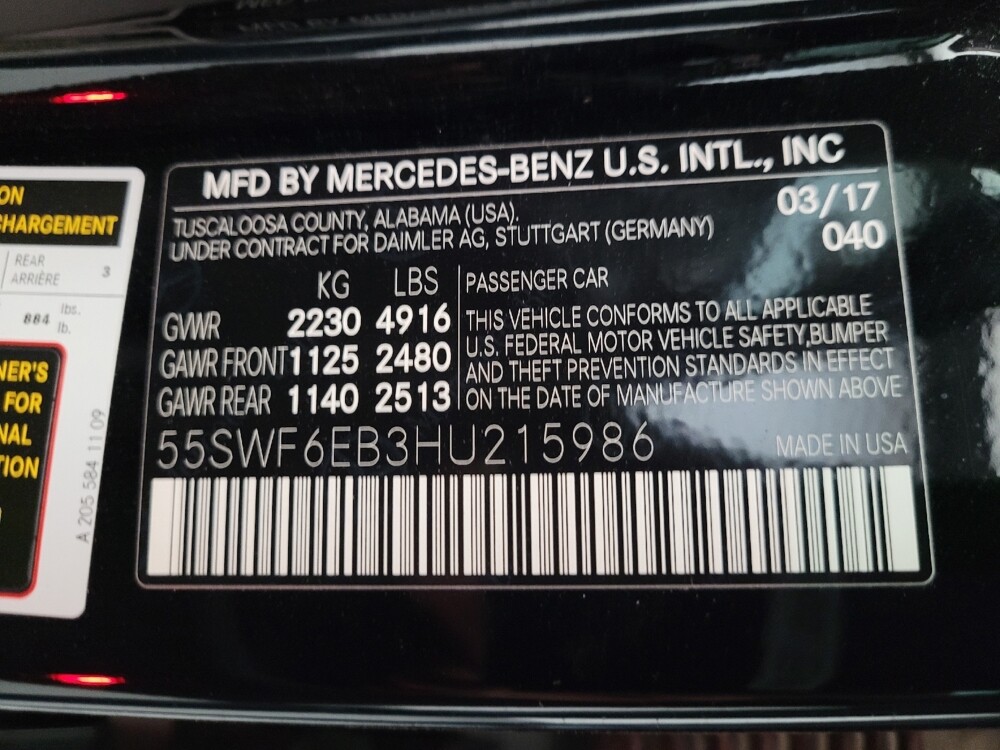 MFD BY MERCEDES-BENZ U.S. INTL., INC
TUSCALOOSA COUNTY, ALABAMA (USA).
UNDER CONTRACT FOR DAIMLER AG, STUTTGART (GERMANY)
03/17
040
KG LBS
GVWR 2230 4916
GAWR FRONT 1125 2480
GAWR REAR 1140 2513
PASSENGER CAR
THIS VEHICLE CONFORMS TO ALL APPLICABLE
U.S. FEDERAL MOTOR VEHICLE SAFETY, BUMPER
AND THEFT PREVENTION STANDARDS IN EFFECT
ON THE DATE OF MANUFACTURE SHOWN ABOVE
55SWF6EB3HU215986
MADE IN USA
ON
CHARGEMENT
REAR
ARRIÈRE 3
884 lbs.
lb.
NER'S
FOR
NAL
TION
A 205 584 11 09